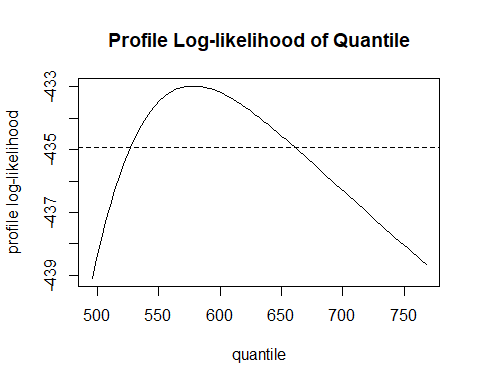 Profile Log-likelihood of Quantile
profile log-likelihood
-433
-435
-437
-439
500 550 600 650 700 750
quantile